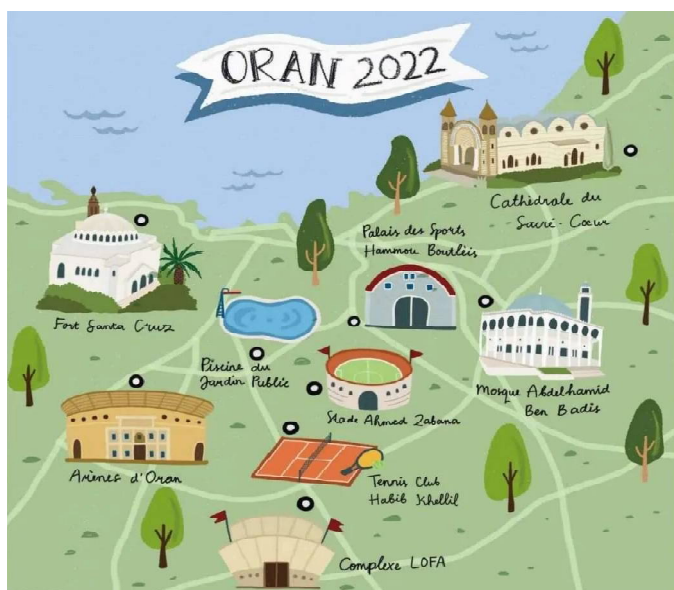 ORAN 2022
Cathédrale du
Sacré-Coeur
Palais des Sports
Hammou Boutlèis
Fort Santa Cruz
Piscine du
Jardin Public
Mosque Abdelhamid
Ben Badis
Stade Ahmed Zabana
Arènes d'Oran
Tennis Club
Habib Khellil
Complexe LOFA